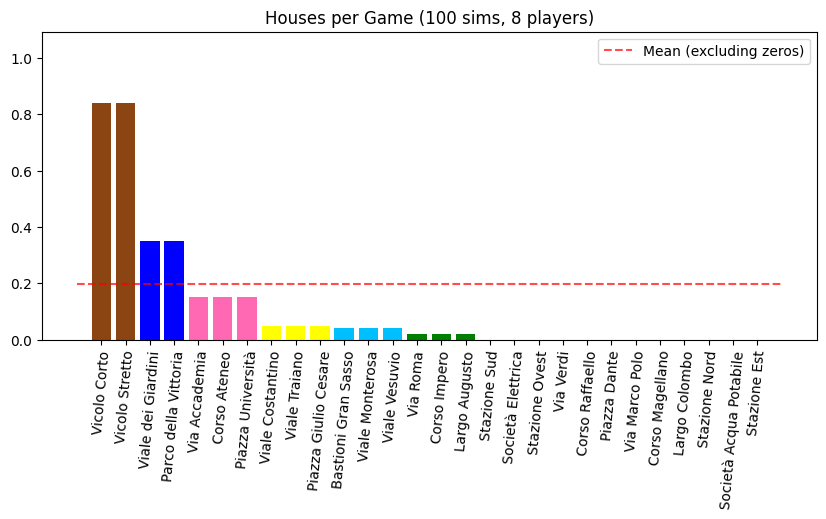 Houses per Game (100 sims, 8 players)
Mean (excluding zeros)
1.0
0.8
0.6
0.4
0.2
0.0
Vicolo Corto
Vicolo Stretto
Viale dei Giardini
Parco della Vittoria
Via Accademia
Corso Ateneo
Piazza Università
Viale Costantino
Viale Traiano
Piazza Giulio Cesare
Bastioni Gran Sasso
Viale Monterosa
Viale Vesuvio
Via Roma
Corso Impero
Largo Augusto
Stazione Sud
Società Elettrica
Stazione Ovest
Via Verdi
Corso Raffaello
Piazza Dante
Via Marco Polo
Corso Magellano
Largo Colombo
Stazione Nord
Società Acqua Potabile
Stazione Est